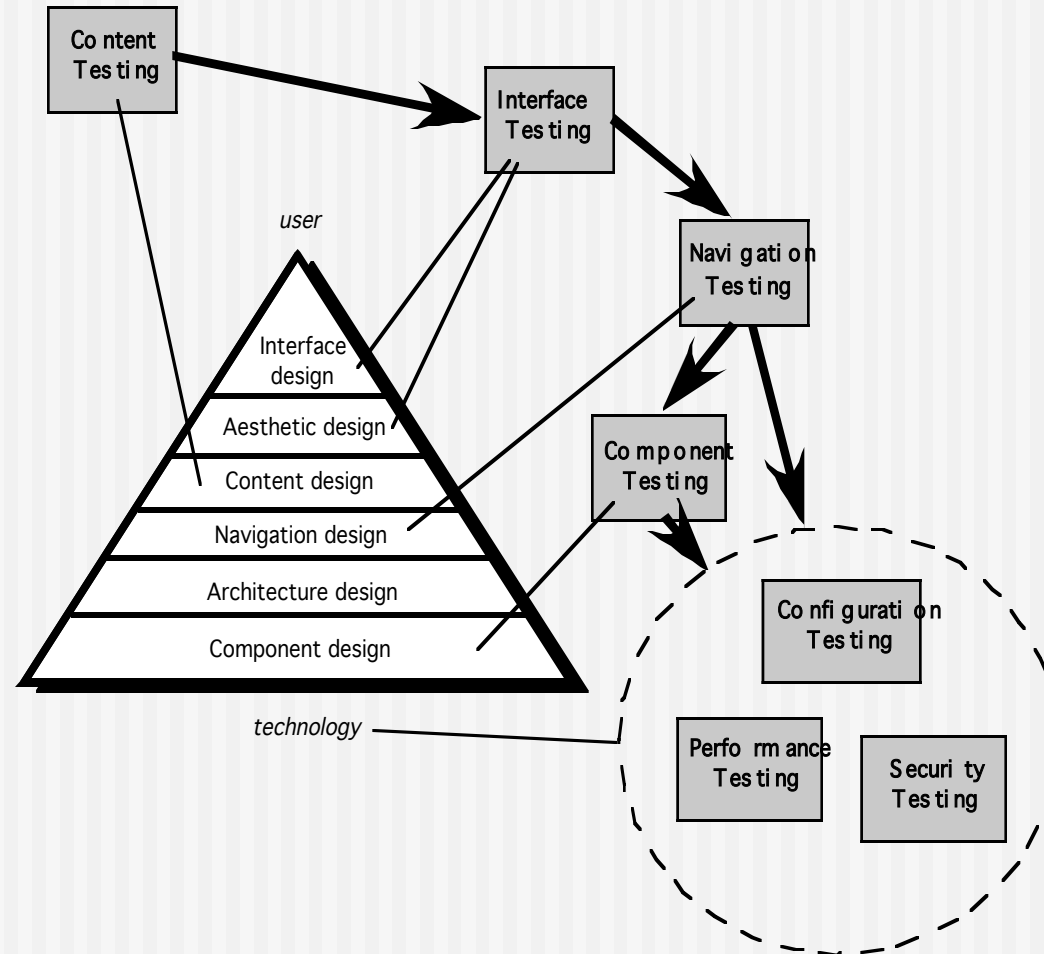 Content
Testing
Interface
Testing
user
Navigation
Testing
Interface
design
Aesthetic design
Component
Testing
Content design
Navigation design
Architecture design
Component design
Configuration
Testing
technology
Performance
Testing
Security
Testing